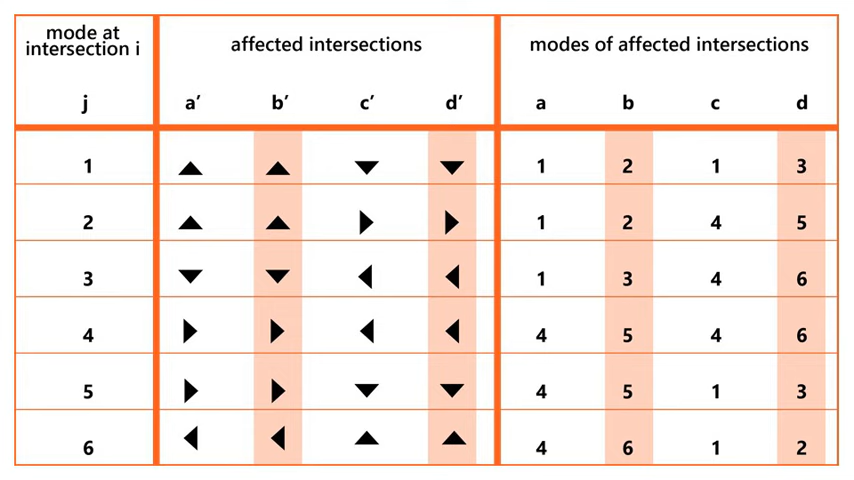 mode at
intersection i
affected intersections
modes of affected intersections
j a′ b′ c′ d′ a b c d
1 ▲ ▲ ▼ ▼ 1 2 1 3
2 ▲ ▲ ▶ ▶ 1 2 4 5
3 ▼ ▼ ◀ ◀ 1 3 4 6
4 ▶ ▶ ◀ ◀ 4 5 4 6
5 ▶ ▶ ▼ ▼ 4 5 1 3
6 ◀ ◀ ▲ ▲ 4 6 1 2